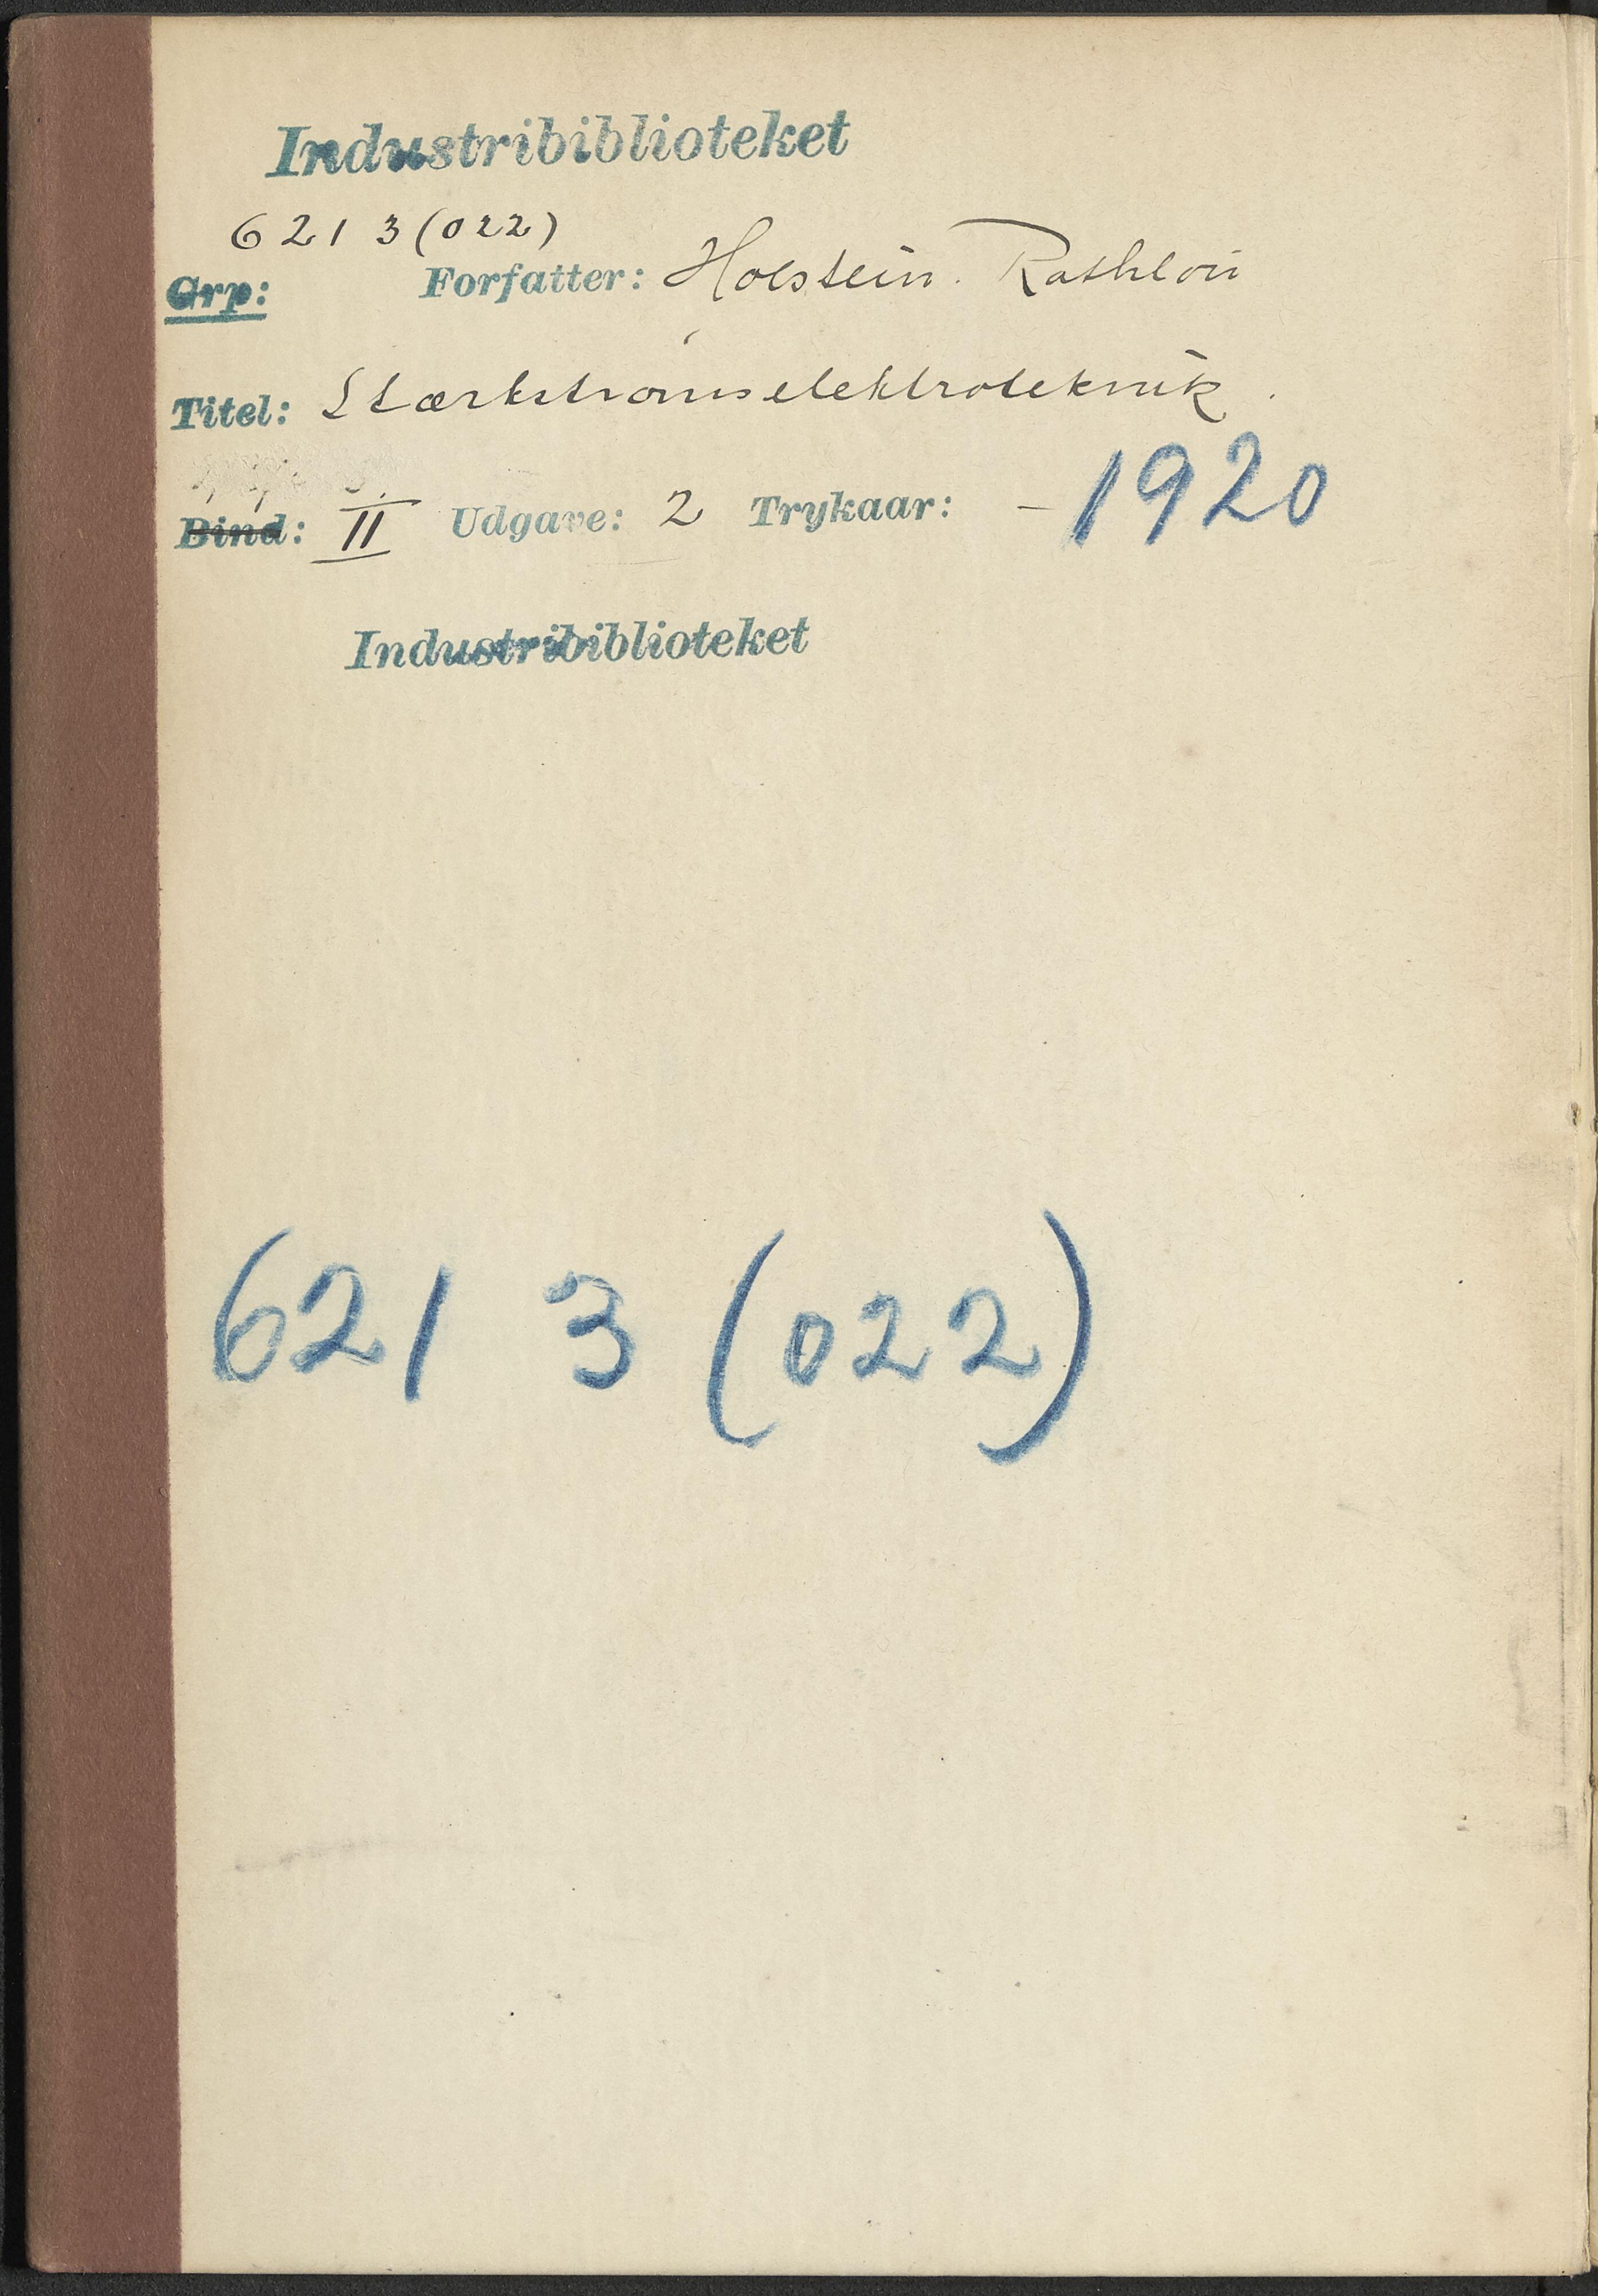 Industribiblioteket
621 3 (022)
Grp: Forfatter: Holstein. Rathlou
Titel: Stærkstrømselektroteknik.
Bind: II Udgave: 2 Trykaar: - 1920
Industribiblioteket
621 3 (022)